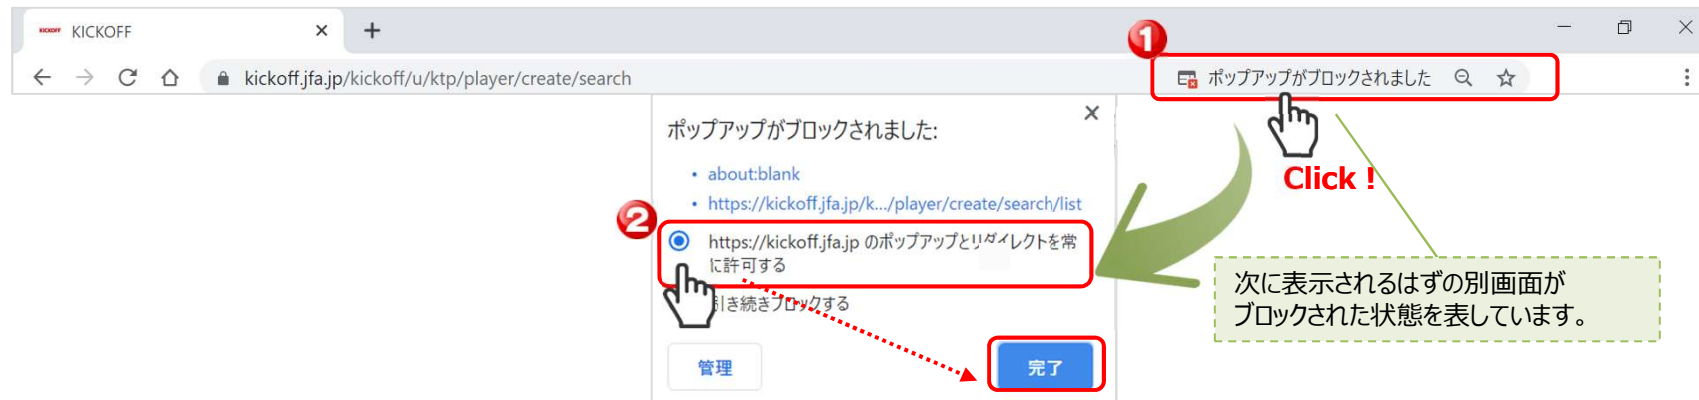 KICKOFF KICKOFF
1
kickoff.jfa.jp/kickoff/u/ktp/player/create/search
ポップアップがブロックされました
ポップアップがブロックされました:
• about:blank
• https://kickoff.jfa.jp/k.../player/create/search/list
Click !
2
https://kickoff.jfa.jp のポップアップとリダイレクトを常
に許可する
引き続きブロックする
次に表示されるはずの別画面が
ブロックされた状態を表しています。
管理
完了